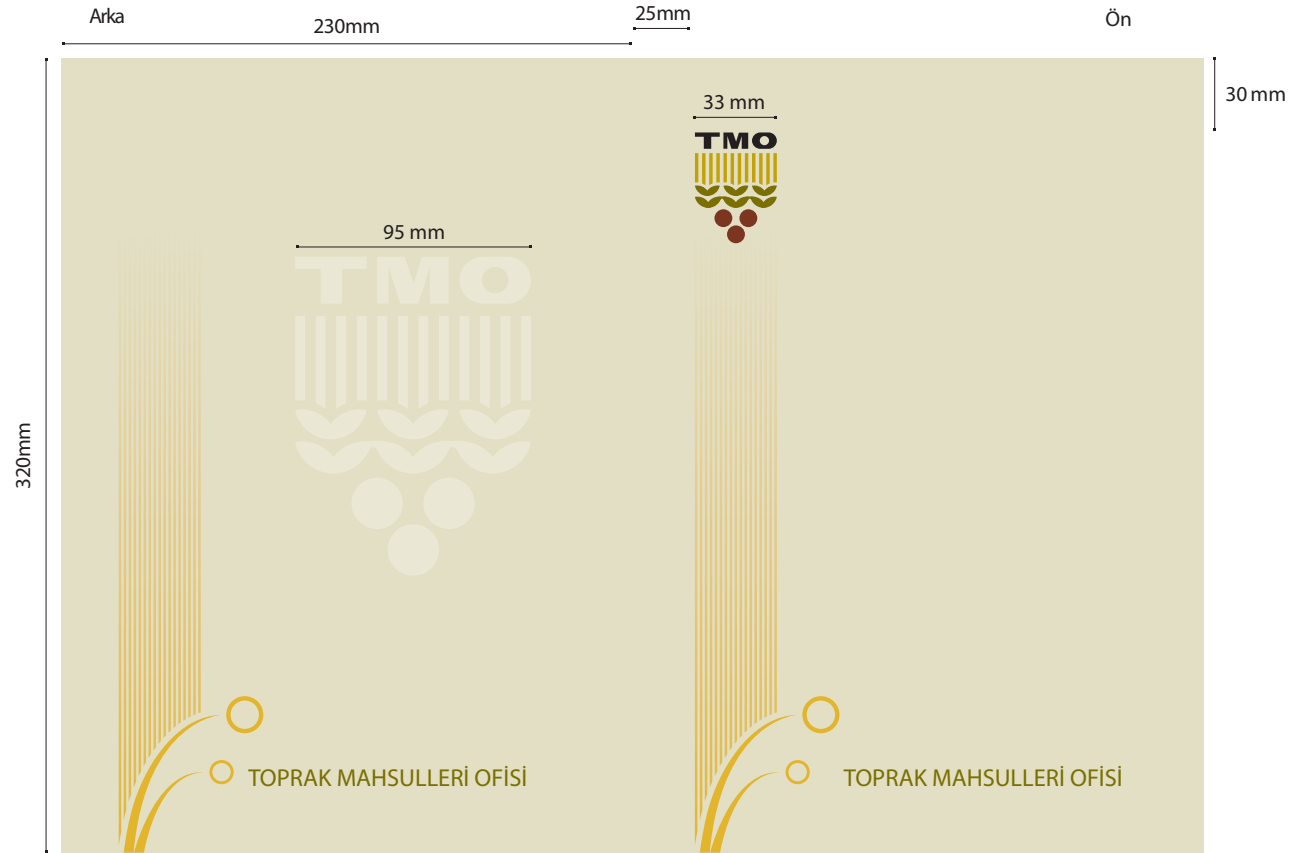 Arka
230mm
25mm
Ön
30 mm
33 mm
TMO
95 mm
TMO
320mm
TOPRAK MAHSULLERİ OFİSİ
TOPRAK MAHSULLERİ OFİSİ